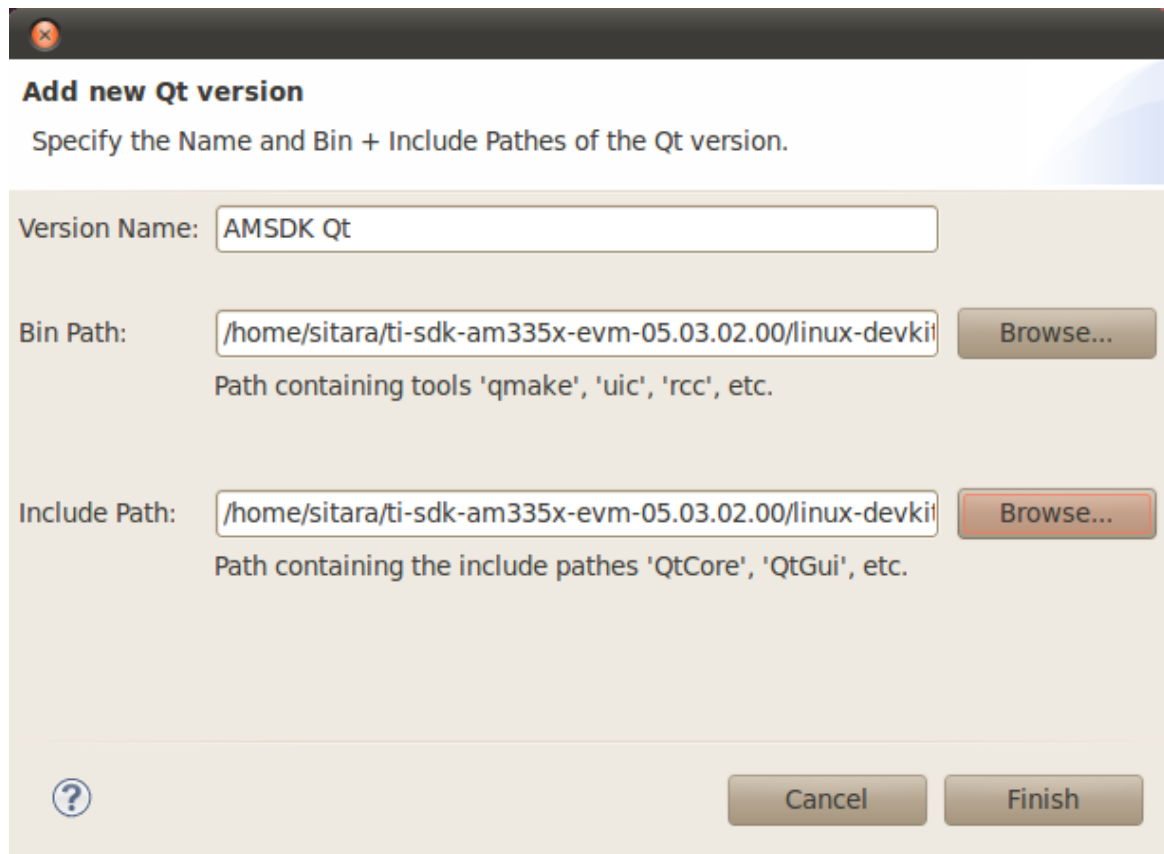 Add new Qt version
Specify the Name and Bin + Include Pathes of the Qt version.
Version Name: AMSDK Qt
Bin Path: /home/sitara/ti-sdk-am335x-evm-05.03.02.00/linux-devkit Browse...
Path containing tools 'qmake', 'uic', 'rcc', etc.
Include Path: /home/sitara/ti-sdk-am335x-evm-05.03.02.00/linux-devkit Browse...
Path containing the include pathes 'QtCore', 'QtGui', etc.
? Cancel Finish